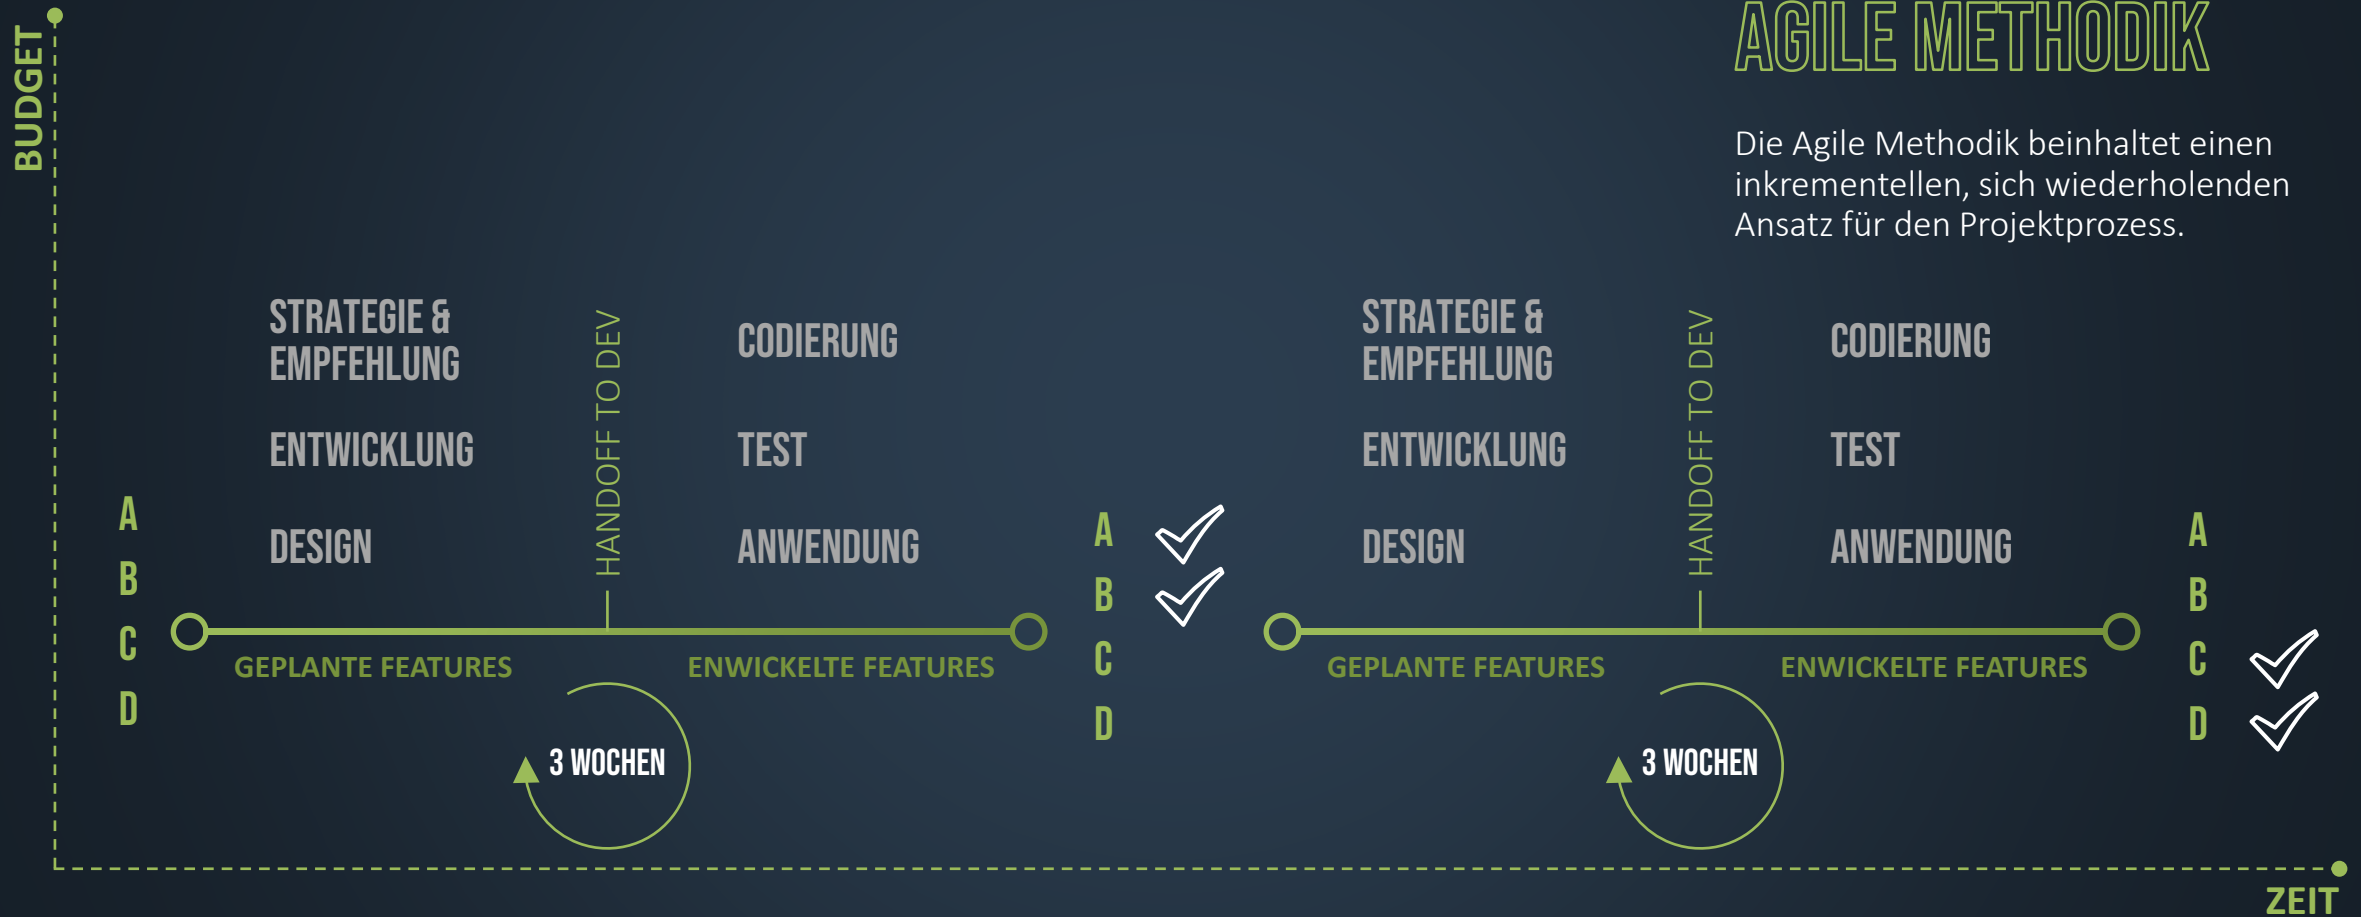 AGILE METHODIK
Die Agile Methodik beinhaltet einen
inkrementellen, sich wiederholenden
Ansatz für den Projektprozess.
BUDGET
A
B
C
D
STRATEGIE &
EMPFEHLUNG
ENTWICKLUNG
DESIGN
HANDOFF TO DEV
CODIERUNG
TEST
ANWENDUNG
GEPLANTE FEATURES
ENWICKELTE FEATURES
3 WOCHEN
A
B
C
D
STRATEGIE &
EMPFEHLUNG
ENTWICKLUNG
DESIGN
HANDOFF TO DEV
CODIERUNG
TEST
ANWENDUNG
GEPLANTE FEATURES
ENWICKELTE FEATURES
3 WOCHEN
A
B
C
D
ZEIT